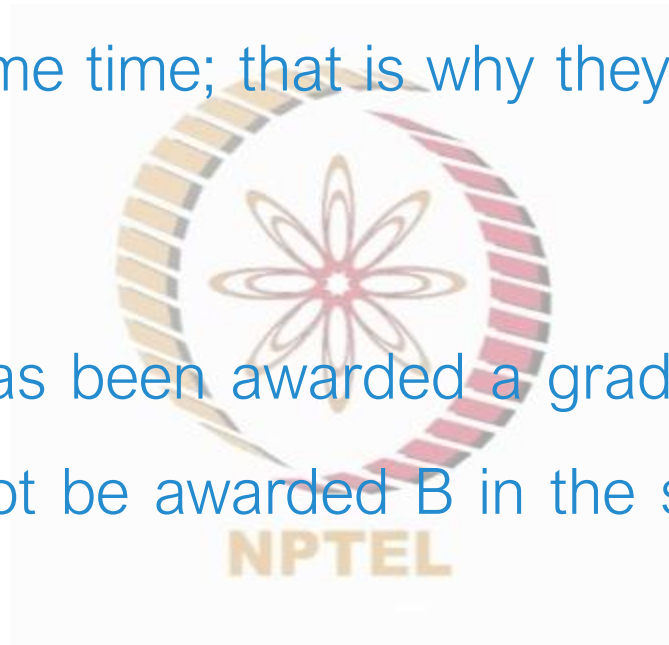 me time; that is why they
as been awarded a grad
ot be awarded B in the s
NPTEL